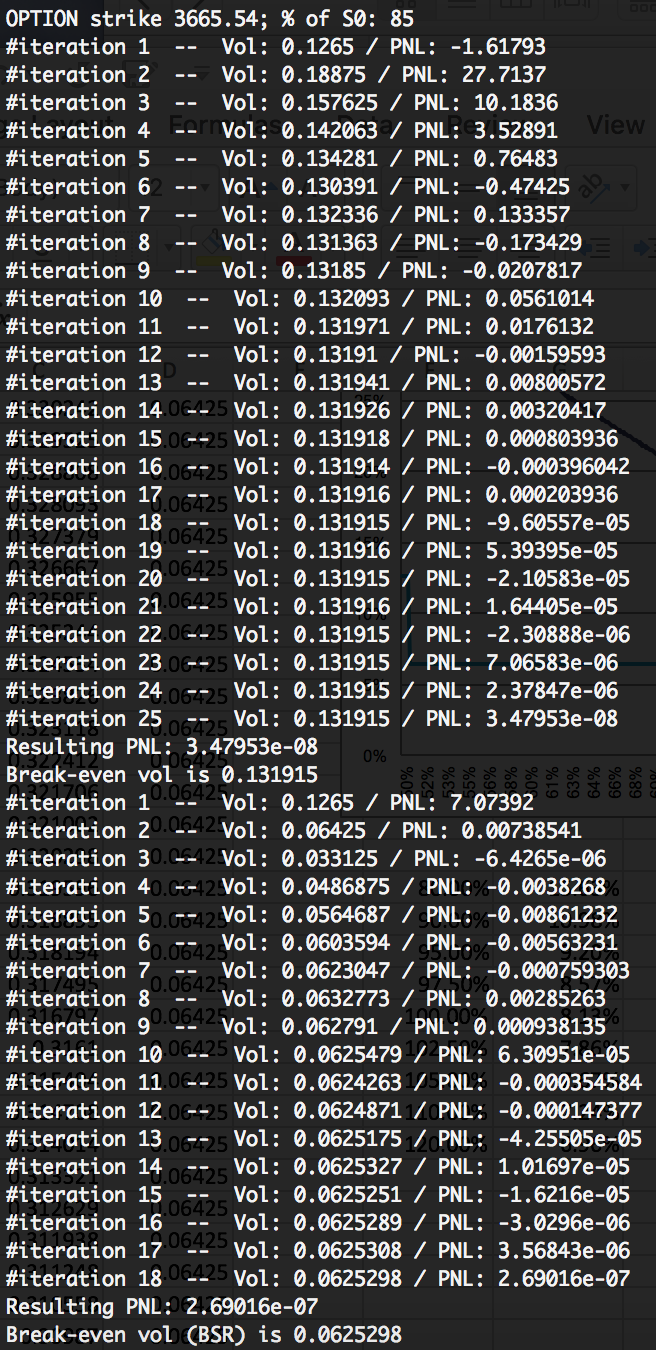 OPTION strike 3665.54; % of S0: 85
#iteration 1  --  Vol: 0.1265 / PNL: -1.61793
#iteration 2  --  Vol: 0.18875 / PNL: 27.7137
#iteration 3  --  Vol: 0.157625 / PNL: 10.1836
#iteration 4  --  Vol: 0.142063 / PNL: 3.52891
#iteration 5  --  Vol: 0.134281 / PNL: 0.76483
#iteration 6  --  Vol: 0.130391 / PNL: -0.47425
#iteration 7  --  Vol: 0.132336 / PNL: 0.133357
#iteration 8  --  Vol: 0.131363 / PNL: -0.173429
#iteration 9  --  Vol: 0.13185 / PNL: -0.0207817
#iteration 10  --  Vol: 0.132093 / PNL: 0.0561014
#iteration 11  --  Vol: 0.131971 / PNL: 0.0176132
#iteration 12  --  Vol: 0.13191 / PNL: -0.00159593
#iteration 13  --  Vol: 0.131941 / PNL: 0.00800572
#iteration 14  --  Vol: 0.131926 / PNL: 0.00320417
#iteration 15  --  Vol: 0.131918 / PNL: 0.000803936
#iteration 16  --  Vol: 0.131914 / PNL: -0.000396042
#iteration 17  --  Vol: 0.131916 / PNL: 0.000203936
#iteration 18  --  Vol: 0.131915 / PNL: -9.60557e-05
#iteration 19  --  Vol: 0.131916 / PNL: 5.39395e-05
#iteration 20  --  Vol: 0.131915 / PNL: -2.10583e-05
#iteration 21  --  Vol: 0.131916 / PNL: 1.64405e-05
#iteration 22  --  Vol: 0.131915 / PNL: -2.30888e-06
#iteration 23  --  Vol: 0.131915 / PNL: 7.06583e-06
#iteration 24  --  Vol: 0.131915 / PNL: 2.37847e-06
#iteration 25  --  Vol: 0.131915 / PNL: 3.47953e-08
Resulting PNL: 3.47953e-08
Break-even vol is 0.131915
#iteration 1  --  Vol: 0.1265 / PNL: 7.07392
#iteration 2  --  Vol: 0.06425 / PNL: 0.00738541
#iteration 3  --  Vol: 0.033125 / PNL: -6.4265e-06
#iteration 4  --  Vol: 0.0486875 / PNL: -0.0038268
#iteration 5  --  Vol: 0.0564687 / PNL: -0.00861232
#iteration 6  --  Vol: 0.0603594 / PNL: -0.00563231
#iteration 7  --  Vol: 0.0623047 / PNL: -0.000759303
#iteration 8  --  Vol: 0.0632773 / PNL: 0.00285263
#iteration 9  --  Vol: 0.062791 / PNL: 0.000938135
#iteration 10  --  Vol: 0.0625479 / PNL: 6.30951e-05
#iteration 11  --  Vol: 0.0624263 / PNL: -0.000354584
#iteration 12  --  Vol: 0.0624871 / PNL: -0.000147377
#iteration 13  --  Vol: 0.0625175 / PNL: -4.25505e-05
#iteration 14  --  Vol: 0.0625327 / PNL: 1.01697e-05
#iteration 15  --  Vol: 0.0625251 / PNL: -1.6216e-05
#iteration 16  --  Vol: 0.0625289 / PNL: -3.0296e-06
#iteration 17  --  Vol: 0.0625308 / PNL: 3.56843e-06
#iteration 18  --  Vol: 0.0625298 / PNL: 2.69016e-07
Resulting PNL: 2.69016e-07
Break-even vol (BSR) is 0.0625298